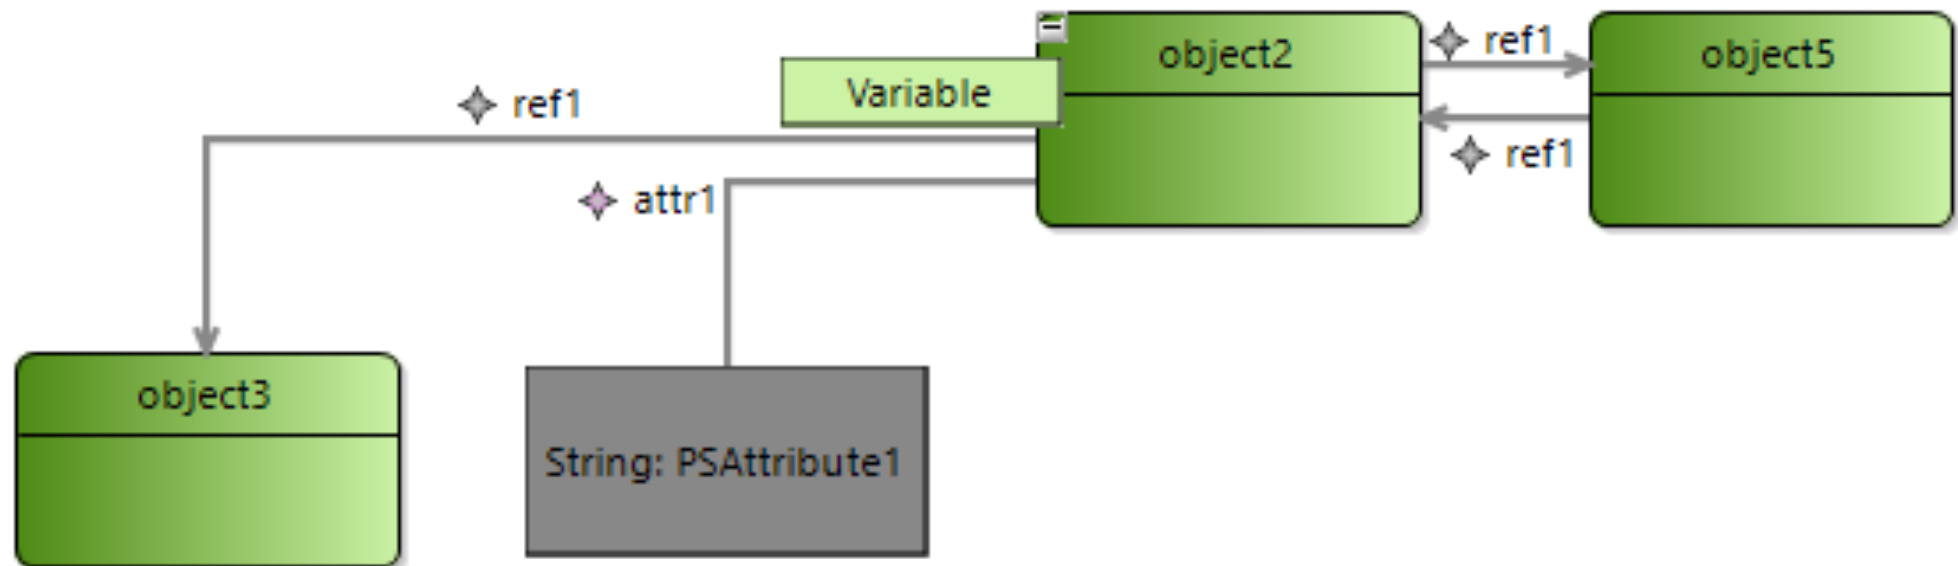 object2
ref1
object5
Variable
ref1
ref1
attr1
object3
String: PSAttribute1